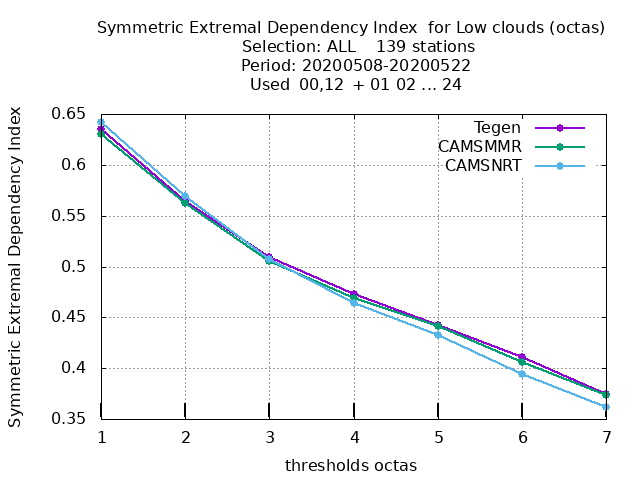 Symmetric Extremal Dependency Index  for Low clouds (octas)
Selection: ALL    139 stations
Period: 20200508-20200522
Used  00,12  + 01 02 ... 24
Symmetric Extremal Dependency Index
0.65
0.6
0.55
0.5
0.45
0.4
0.35
Tegen
CAMSMMR
CAMSNRT
1 2 3 4 5 6 7
thresholds octas